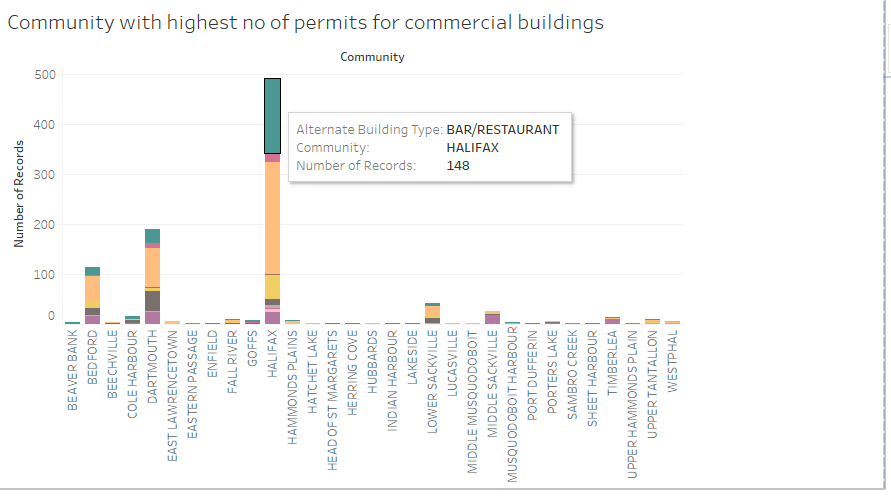 Community with highest no of permits for commercial buildings
Community
500
400
300
200
100
0
Number of Records
Alternate Building Type: BAR/RESTAURANT
Community: HALIFAX
Number of Records: 148
BEAVER BANK
BEDFORD
BEECHVILLE
COLE HARBOUR
DARTMOUTH
EAST LAWRENCETOWN
EASTERN PASSAGE
ENFIELD
FALL RIVER
GOFFS
HALIFAX
HAMMONDS PLAINS
HATCHET LAKE
HEAD OF ST MARGARETS
HERRING COVE
HUBBARDS
INDIAN HARBOUR
LAKESIDE
LOWER SACKVILLE
LUCASVILLE
MIDDLE MUSQUODOBOIT
MIDDLE SACKVILLE
MUSQUODOBOIT HARBOUR
PORT DUFFERIN
PORTERS LAKE
SAMBRO CREEK
SHEET HARBOUR
TIMBERLEA
UPPER HAMMONDS PLAIN
UPPER TANTALLON
WESTPHAL